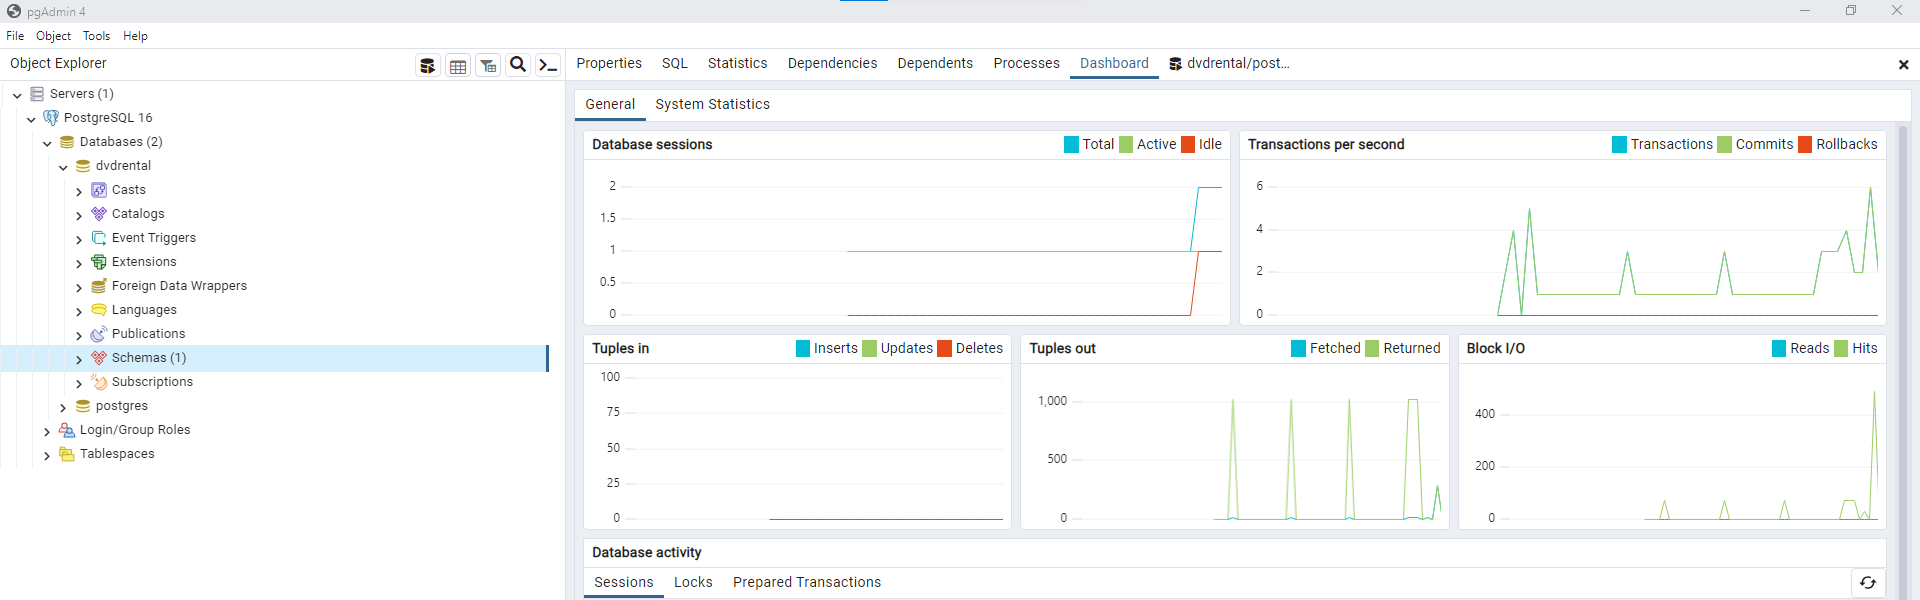 pgAdmin 4
File Object Tools Help
Object Explorer
Servers (1)
PostgreSQL 16
Databases (2)
dvdrental
Casts
Catalogs
Event Triggers
Extensions
Foreign Data Wrappers
Languages
Publications
Schemas (1)
Subscriptions
postgres
Login/Group Roles
Tablespaces
Properties SQL Statistics Dependencies Dependents Processes Dashboard dvdrental/post...
General System Statistics
Database sessions Total Active Idle
2
1.5
1
0.5
0
Transactions per second Transactions Commits Rollbacks
6
4
2
0
Tuples in Inserts Updates Deletes
100
75
50
25
0
Tuples out Fetched Returned
1,000
500
0
Block I/O Reads Hits
400
200
0
Database activity
Sessions Locks Prepared Transactions